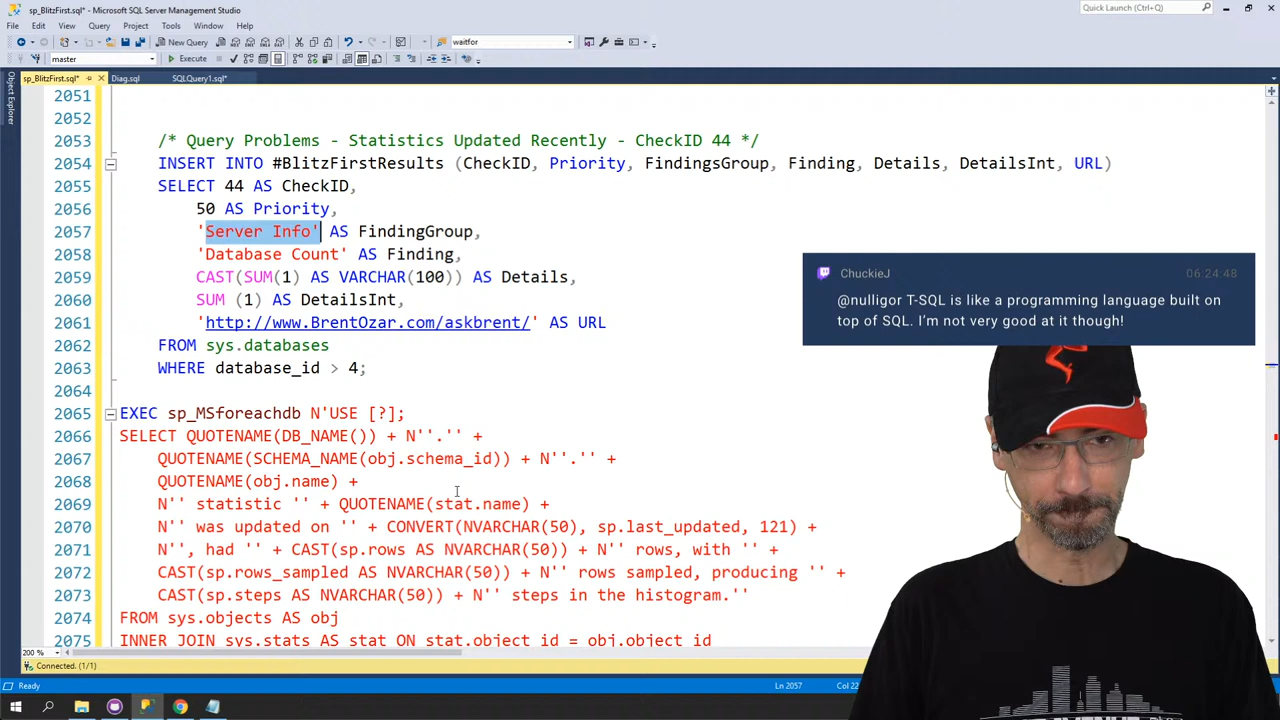 sp_BlitzFirst.sql* - Microsoft SQL Server Management Studio
Quick Launch (Ctrl+Q)
File Edit View Query Project Tools Window Help
New Query
waitfor
master
Execute
sp_BlitzFirst.sql*
Diag.sql
SQLQuery1.sql*
Object Explorer
2051
2052
2053 /* Query Problems - Statistics Updated Recently - CheckID 44 */
2054 INSERT INTO #BlitzFirstResults (CheckID, Priority, FindingsGroup, Finding, Details, DetailsInt, URL)
2055 SELECT 44 AS CheckID,
2056 50 AS Priority,
2057 'Server Info' AS FindingGroup,
2058 'Database Count' AS Finding,
2059 CAST(SUM(1) AS VARCHAR(100)) AS Details,
2060 SUM (1) AS DetailsInt,
2061 'http://www.BrentOzar.com/askbrent/' AS URL
2062 FROM sys.databases
2063 WHERE database_id > 4;
2064
2065 EXEC sp_MSforeachdb N'USE [?];
2066 SELECT QUOTENAME(DB_NAME()) + N''.'' +
2067 QUOTENAME(SCHEMA_NAME(obj.schema_id)) + N''.'' +
2068 QUOTENAME(obj.name) +
2069 N'' statistic '' + QUOTENAME(stat.name) +
2070 N'' was updated on '' + CONVERT(NVARCHAR(50), sp.last_updated, 121) +
2071 N'', had '' + CAST(sp.rows AS NVARCHAR(50)) + N'' rows, with '' +
2072 CAST(sp.rows_sampled AS NVARCHAR(50)) + N'' rows sampled, producing '' +
2073 CAST(sp.steps AS NVARCHAR(50)) + N'' steps in the histogram.''
2074 FROM sys.objects AS obj
2075 INNER JOIN sys.stats AS stat ON stat.object_id = obj.object_id
ChuckieJ 06:24:48
@nulligor T-SQL is like a programming language built on
top of SQL. I'm not very good at it though!
200 %
Connected. (1/1)
Ready
Ln 2057
Col 22